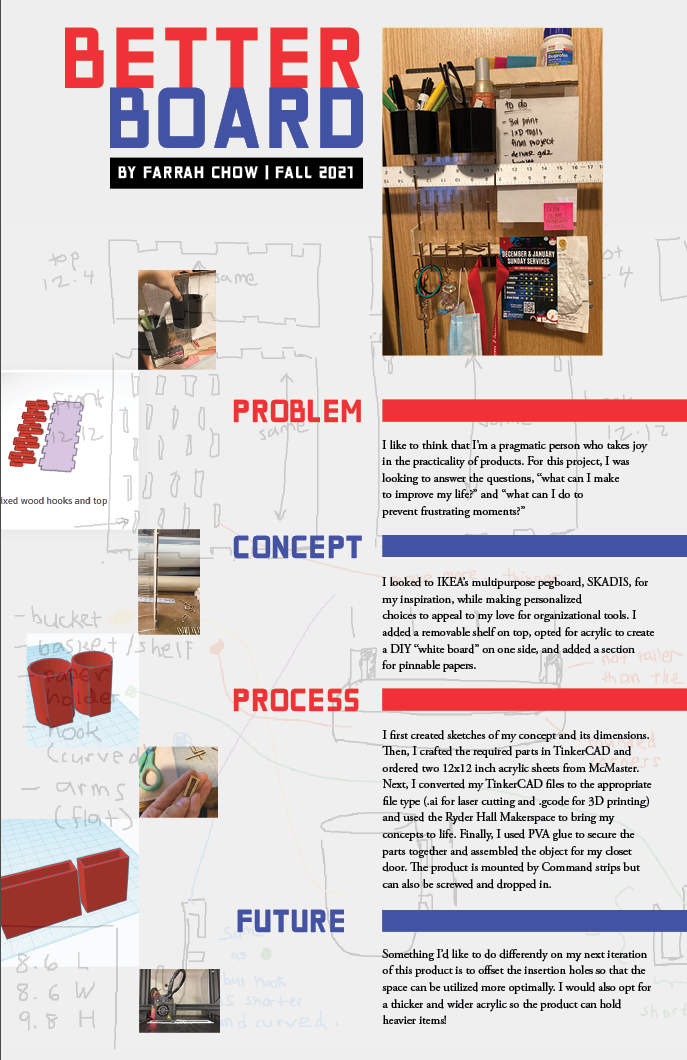 BETTER
BOARD
BY FARRAH CHOW | FALL 2021
to do
- 3d print
- IxD tools
final project
- deliver gd2
DECEMBER & JANUARY
SUNDAY SERVICES
top
12.4
same
front
12.12
same
12.12
ixed wood hooks and top
PROBLEM
I like to think that I'm a pragmatic person who takes joy
in the practicality of products. For this project, I was
looking to answer the questions, “what can I make
to improve my life?” and “what can I do to
prevent frustrating moments?”
CONCEPT
I looked to IKEA's multipurpose pegboard, SKADIS, for
my inspiration, while making personalized
choices to appeal to my love for organizational tools. I
added a removable shelf on top, opted for acrylic to create
a DIY “white board” on one side, and added a section
for pinnable papers.
- bucket
- basket/shelf
- paper
holder
- hook
(curved)
- arms
(flat)
not taller
than the
PROCESS
I first created sketches of my concept and its dimensions.
Then, I crafted the required parts in TinkerCAD and
ordered two 12x12 inch acrylic sheets from McMaster.
Next, I converted my TinkerCAD files to the appropriate
file type (.ai for laser cutting and .gcode for 3D printing)
and used the Ryder Hall Makerspace to bring my
concepts to life. Finally, I used PVA glue to secure the
parts together and assembled the object for my closet
door. The product is mounted by Command strips but
can also be screwed and dropped in.
corners
FUTURE
Something I'd like to do differently on my next iteration
of this product is to offset the insertion holes so that the
space can be utilized more optimally. I would also opt for
a thicker and wider acrylic so the product can hold
heavier items!
8.6 L
8.6 W
9.8 H
same
as
but hook
is shorter
and curved.
short